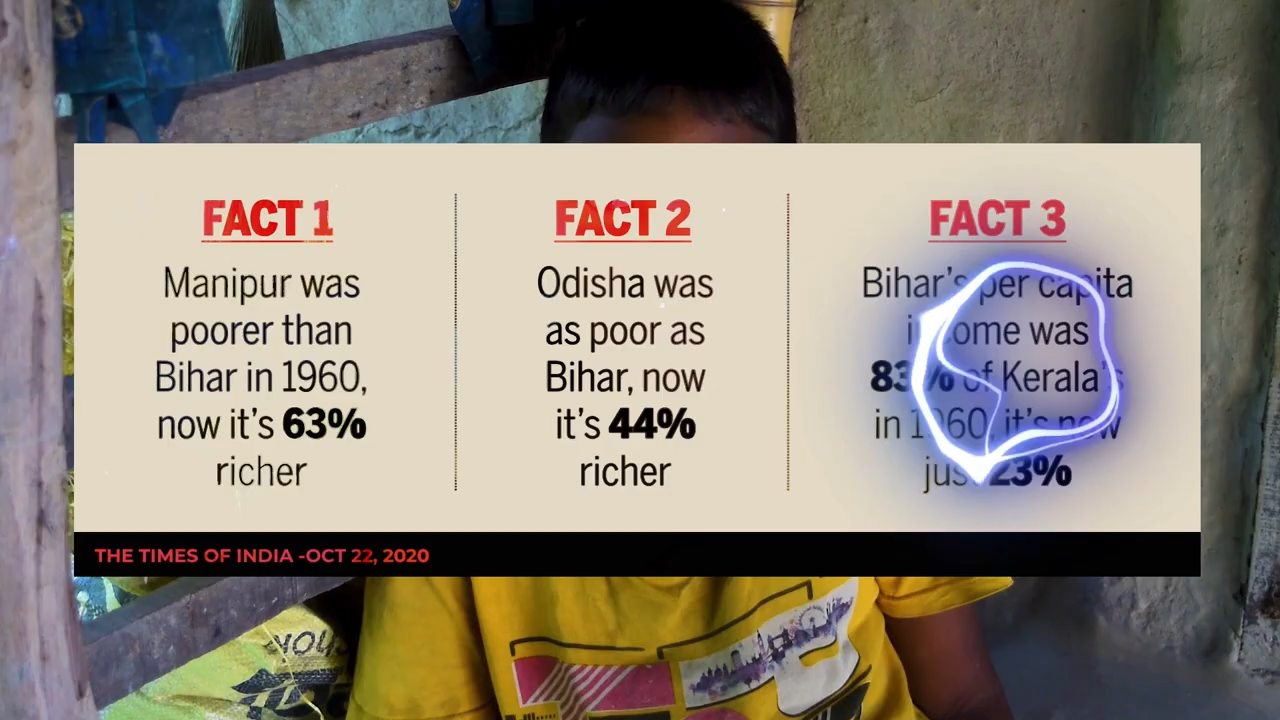 FACT 1
Manipur was
poorer than
Bihar in 1960,
now it's 63%
richer
FACT 2
Odisha was
as poor as
Bihar, now
it's 44%
richer
FACT 3
Bihar's per capita
income was
83% of Kerala's
in 1960, it's now
just 23%
THE TIMES OF INDIA -OCT 22, 2020